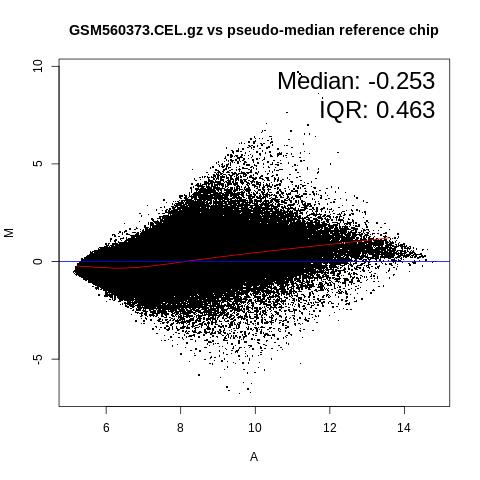 GSM560373.CEL.gz vs pseudo-median reference chip
Median: -0.253
IQR: 0.463
10
5
0
-5
M
6 8 10 12 14
A